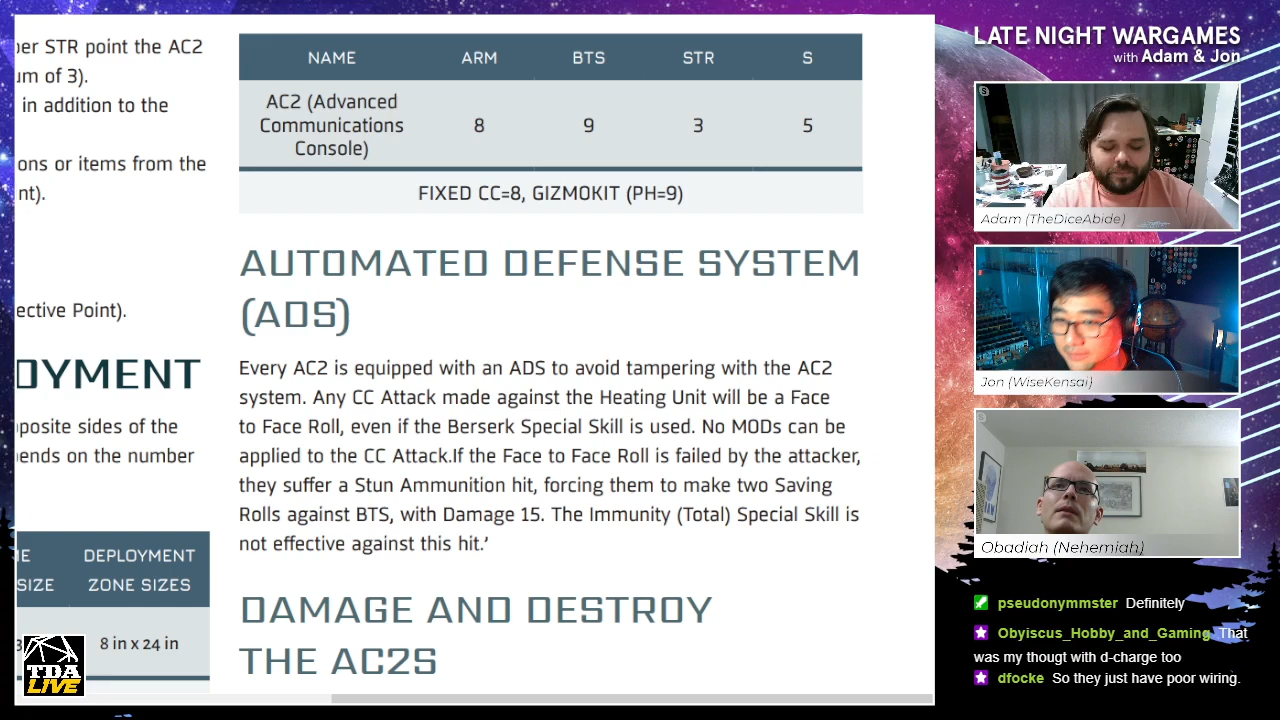 er STR point the AC2
um of 3).
in addition to the
ons or items from the
nt).
ective Point).
OYMENT
pposite sides of the
ends on the number
SIZE
DEPLOYMENT
ZONE SIZES
8 in x 24 in
TDA
LIVE
NAME ARM BTS STR S
AC2 (Advanced
Communications
Console) 8 9 3 5
FIXED CC=8, GIZMOKIT (PH=9)
AUTOMATED DEFENSE SYSTEM
(ADS)
Every AC2 is equipped with an ADS to avoid tampering with the AC2
system. Any CC Attack made against the Heating Unit will be a Face
to Face Roll, even if the Berserk Special Skill is used. No MODs can be
applied to the CC Attack.If the Face to Face Roll is failed by the attacker,
they suffer a Stun Ammunition hit, forcing them to make two Saving
Rolls against BTS, with Damage 15. The Immunity (Total) Special Skill is
not effective against this hit.’
DAMAGE AND DESTROY
THE AC2S
LATE NIGHT WARGAMES
with Adam & Jon
Adam (TheDiceAbide)
Jon (WiseKensai)
Obadiah (Nehemiah)
pseudonymmster Definitely
Obyiscus_Hobby_and_Gaming That
was my thougt with d-charge too
dfocke So they just have poor wiring.